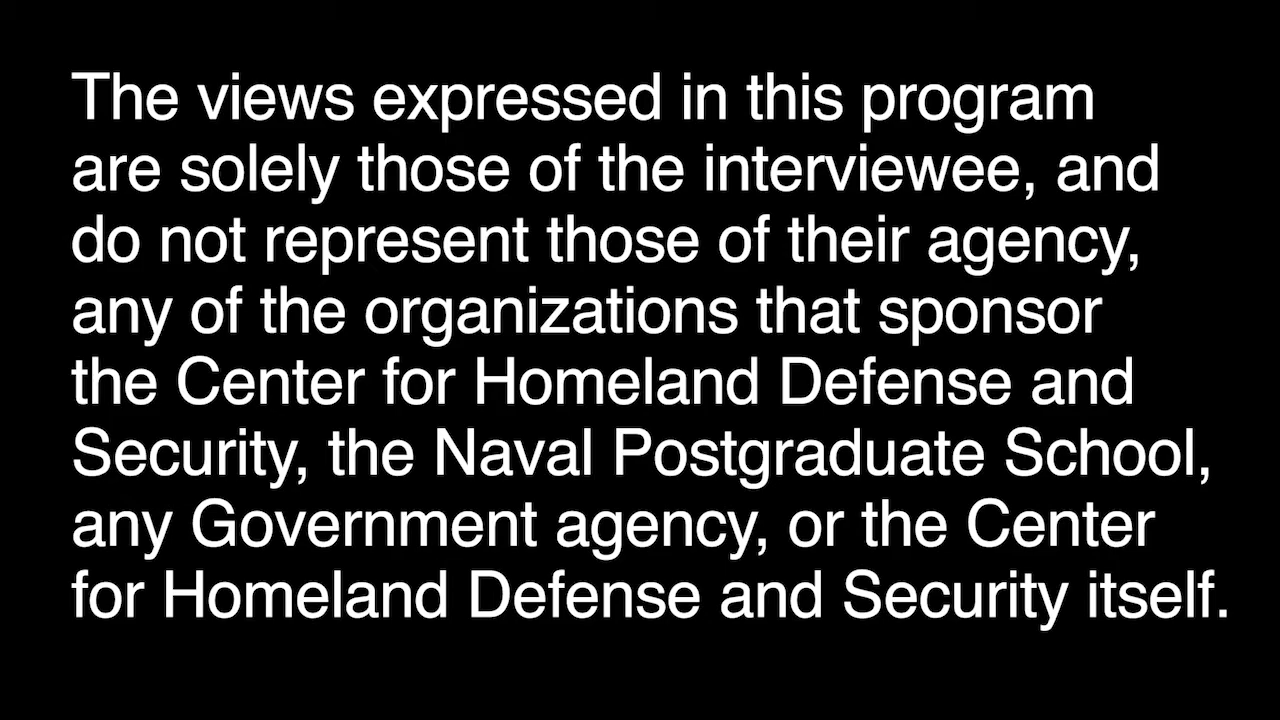 The views expressed in this program
are solely those of the interviewee, and
do not represent those of their agency,
any of the organizations that sponsor
the Center for Homeland Defense and
Security, the Naval Postgraduate School,
any Government agency, or the Center
for Homeland Defense and Security itself.